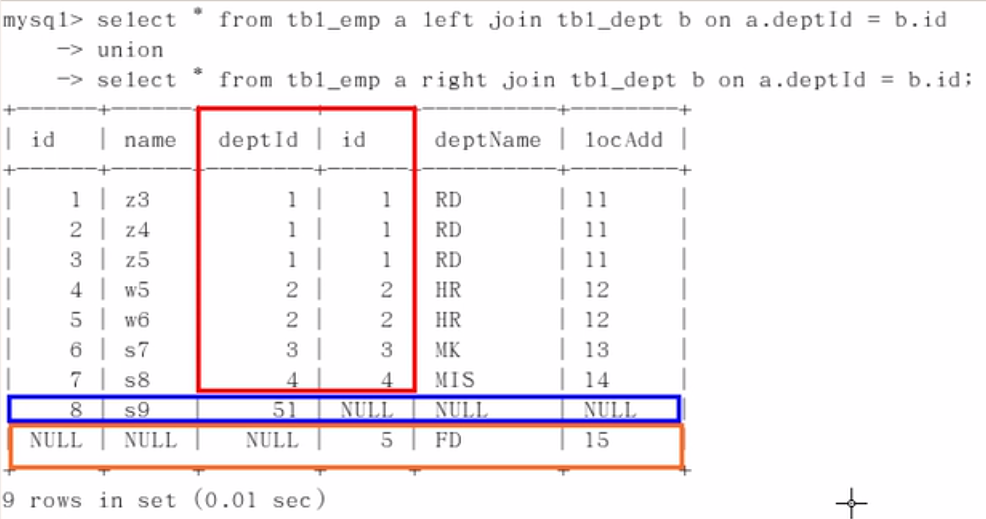 mysql> select * from tbl_emp a left join tbl_dept b on a.deptId = b.id
-> union
-> select * from tbl_emp a right join tbl_dept b on a.deptId = b.id;
| id | name | deptId | id | deptName | locAdd |
| 1 | z3 | 1 | 1 | RD | 11 |
| 2 | z4 | 1 | 1 | RD | 11 |
| 3 | z5 | 1 | 1 | RD | 11 |
| 4 | w5 | 2 | 2 | HR | 12 |
| 5 | w6 | 2 | 2 | HR | 12 |
| 6 | s7 | 3 | 3 | MK | 13 |
| 7 | s8 | 4 | 4 | MIS | 14 |
| 8 | s9 | 51 | NULL | NULL | NULL |
| NULL | NULL | NULL | 5 | FD | 15 |
9 rows in set (0.01 sec)